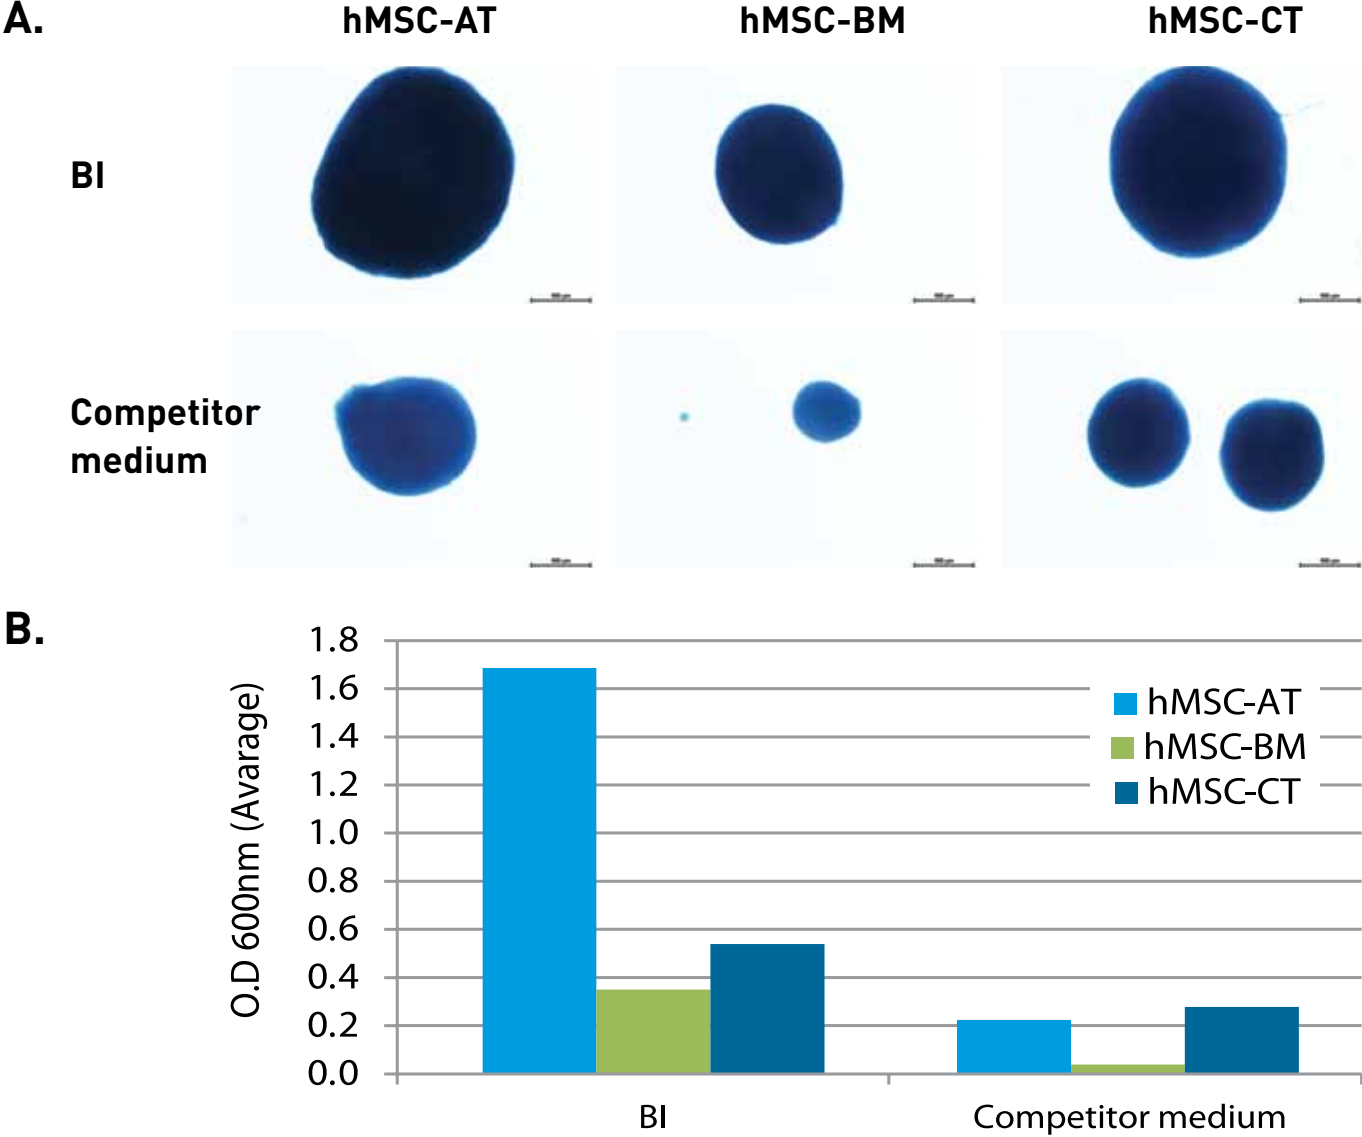 A.
hMSC-AT hMSC-BM hMSC-CT
BI
Competitor
medium
B.
1.8
1.6
1.4
1.2
1.0
0.8
0.6
0.4
0.2
0.0
O.D 600nm (Avarage)
hMSC-AT
hMSC-BM
hMSC-CT
BI Competitor medium